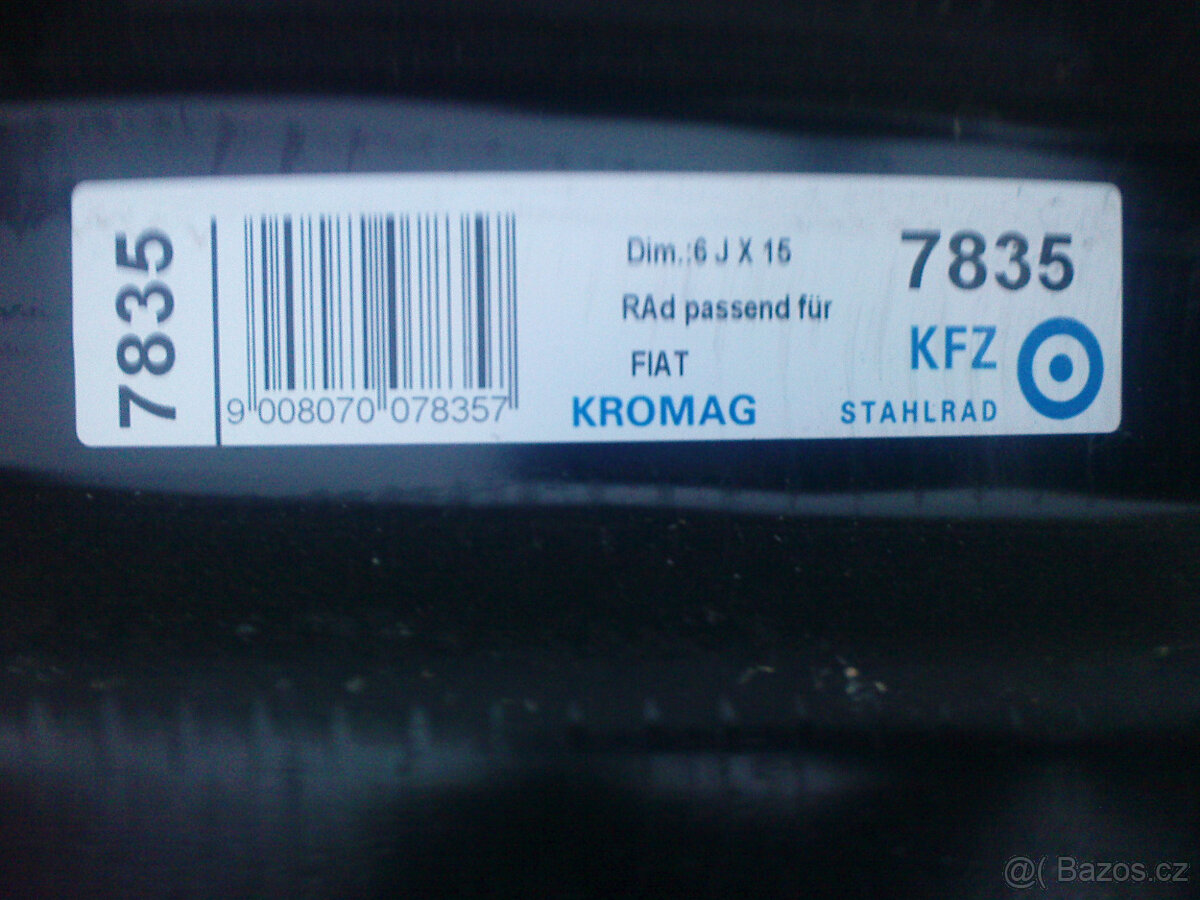 7835
9 008070 078357
Dim.:6 J X 15
RAd passend für
FIAT
KROMAG
7835
KFZ
STAHLRAD
@( Bazos.cz